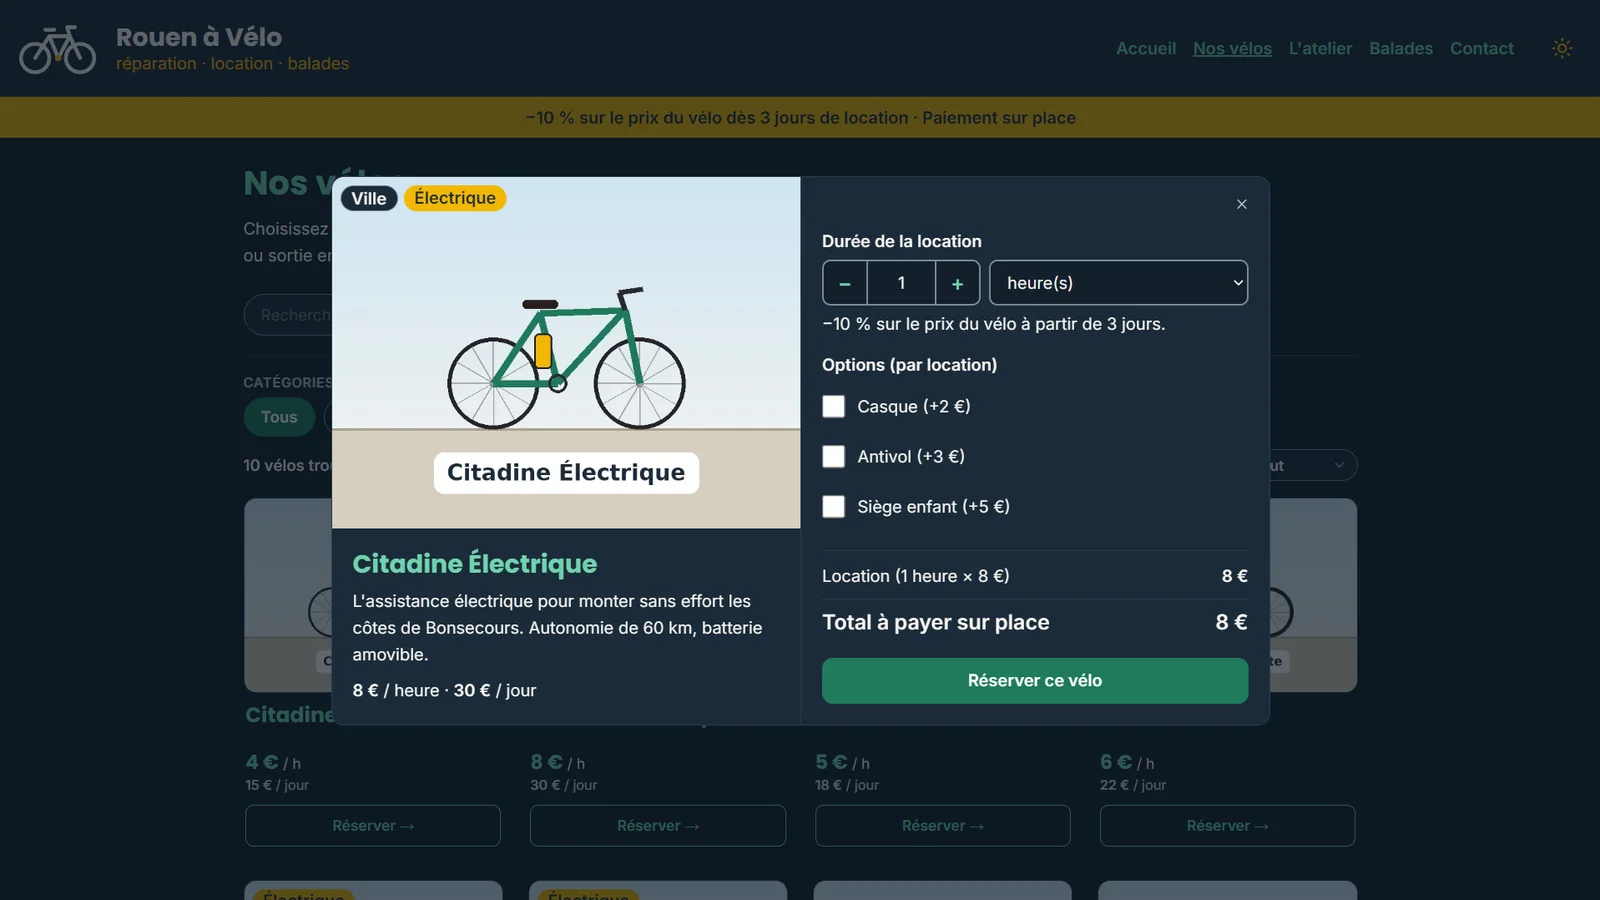 Rouen à Vélo
réparation · location · balades
Accueil Nos vélos L'atelier Balades Contact
−10 % sur le prix du vélo dès 3 jours de location · Paiement sur place
Choisissez
CATÉGORIES
Tous
10 vélos
Ville Électrique
Citadine Électrique
Citadine Électrique
L'assistance électrique pour monter sans effort les
côtes de Bonsecours. Autonomie de 60 km, batterie
amovible.
8 € / heure · 30 € / jour
×
Durée de la location
− 1 + heure(s)
−10 % sur le prix du vélo à partir de 3 jours.
Options (par location)
Casque (+2 €)
Antivol (+3 €)
Siège enfant (+5 €)
Location (1 heure × 8 €) 8 €
Total à payer sur place 8 €
Réserver ce vélo
Citadine
4 € / h 8 € / h 5 € / h 6 € / h
15 € / jour 30 € / jour 18 € / jour 22 € / jour
Réserver → Réserver → Réserver → Réserver →
Électrique Électrique